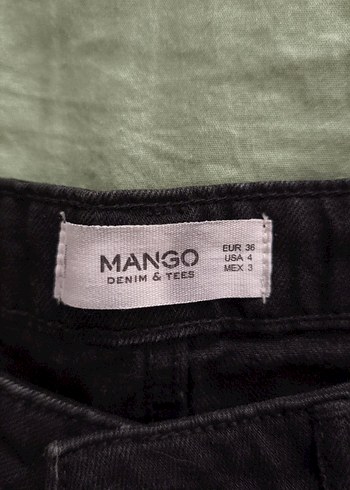 MANGO
DENIM & TEES
EUR 36
USA 4
MEX 3